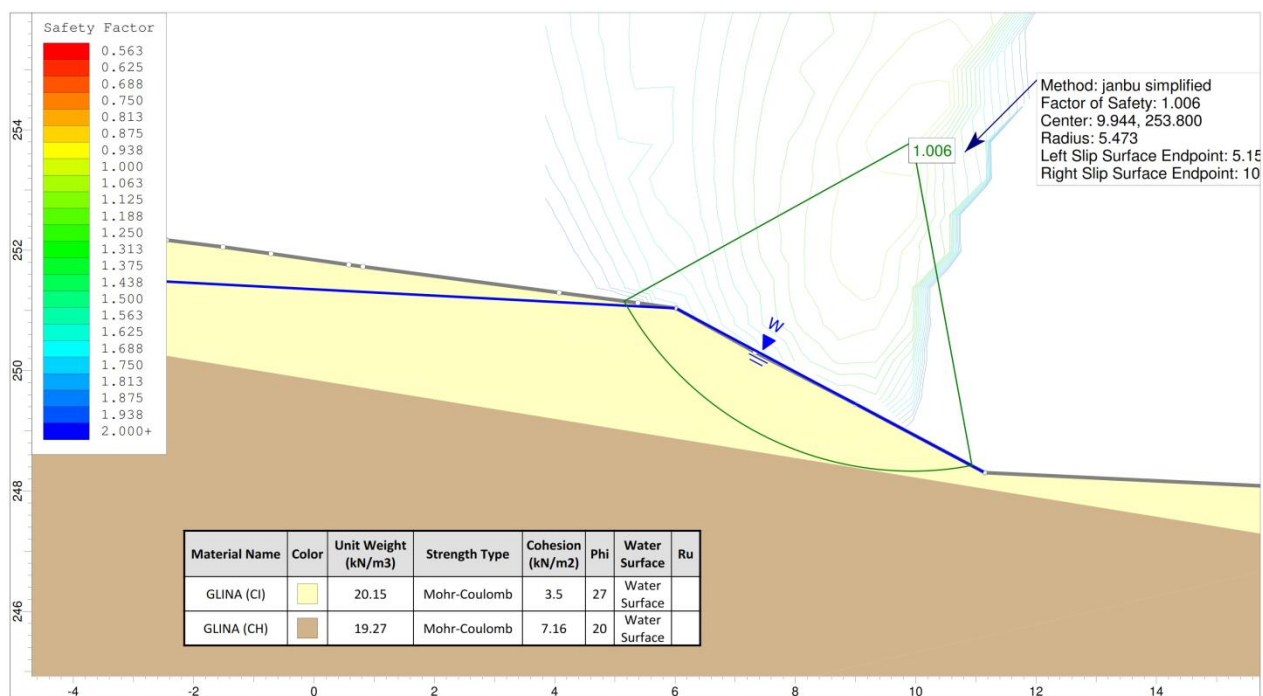 Safety Factor
0.563
0.625
0.688
0.750
0.813
0.875
0.938
1.000
1.063
1.125
1.188
1.250
1.313
1.375
1.438
1.500
1.563
1.625
1.688
1.750
1.813
1.875
1.938
2.000+
Method: janbu simplified
Factor of Safety: 1.006
Center: 9.944, 253.800
Radius: 5.473
Left Slip Surface Endpoint: 5.15
Right Slip Surface Endpoint: 10
1.006
W
254
252
250
248
246
Material Name Color Unit Weight (kN/m3) Strength Type Cohesion (kN/m2) Phi Water Surface Ru
GLINA (CI) 20.15 Mohr-Coulomb 3.5 27 Water Surface
GLINA (CH) 19.27 Mohr-Coulomb 7.16 20 Water Surface
-4 -2 0 2 4 6 8 10 12 14